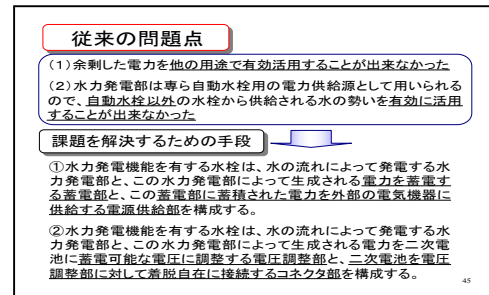 従来の問題点
(1)余剰した電力を他の用途で有効活用することが出来なかった
(2)水力発電部は専ら自動水栓用の電力供給源として用いられる
ので、自動水栓以外の水栓から供給される水の勢いを有効に活用
することが出来なかった
課題を解決するための手段
①水力発電機能を有する水栓は、水の流れによって発電する水
力発電部と、この水力発電部によって生成される電力を蓄電す
る蓄電部と、この蓄電部に蓄積された電力を外部の電気機器に
供給する電源供給部を構成する。
②水力発電機能を有する水栓は、水の流れによって発電する水
力発電部と、この水力発電部によって生成される電力を二次電
池に蓄電可能な電圧に調整する電圧調整部と、二次電池を電圧
調整部に対して着脱自在に接続するコネクタ部を構成する。
45